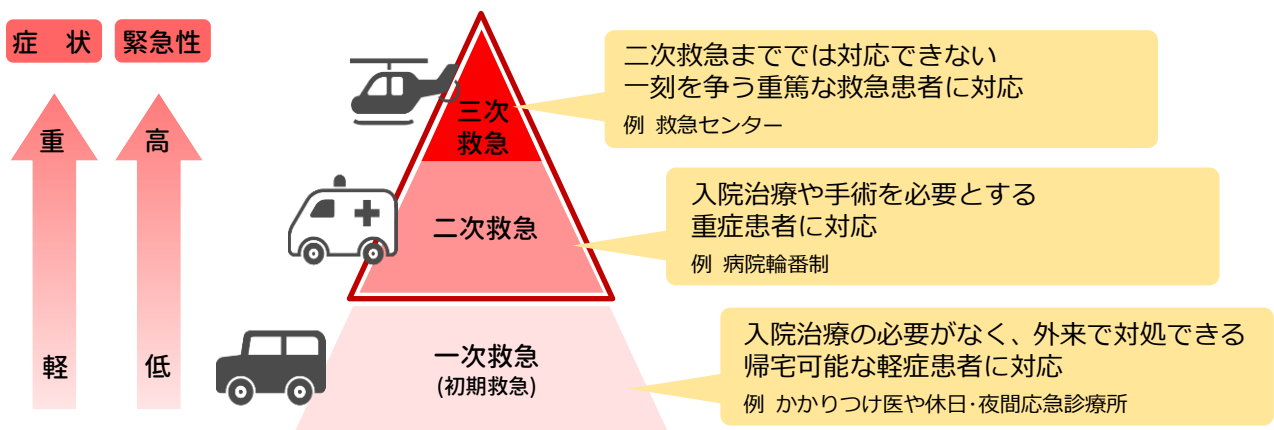 症 状
緊急性
重
高
軽
低
三次
救急
二次救急
一次救急
(初期救急)
二次救急まででは対応できない
一刻を争う重篤な救急患者に対応
例 救急センター
入院治療や手術を必要とする
重症患者に対応
例 病院輪番制
入院治療の必要がなく、外来で対処できる
帰宅可能な軽症患者に対応
例 かかりつけ医や休日･夜間応急診療所